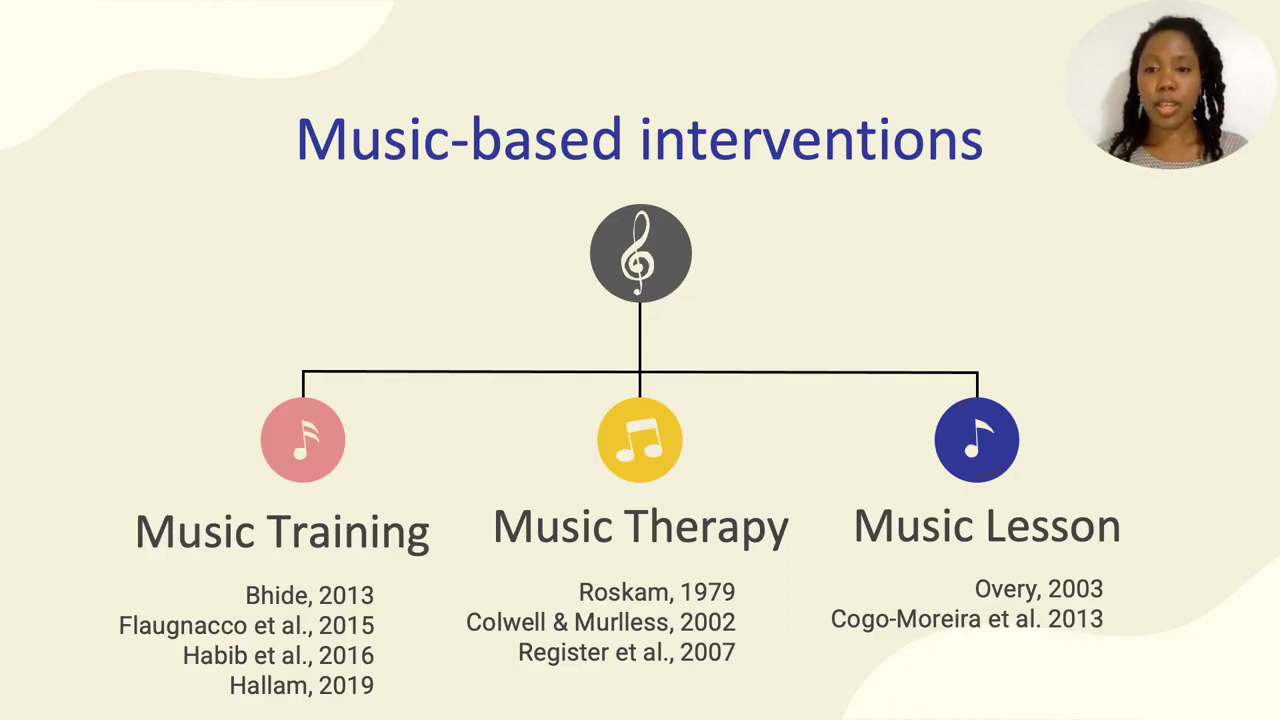 Music-based interventions
Music Training
Bhide, 2013
Flaugnacco et al., 2015
Habib et al., 2016
Hallam, 2019
Music Therapy
Roskam, 1979
Colwell & Murlless, 2002
Register et al., 2007
Music Lesson
Overy, 2003
Cogo-Moreira et al. 2013